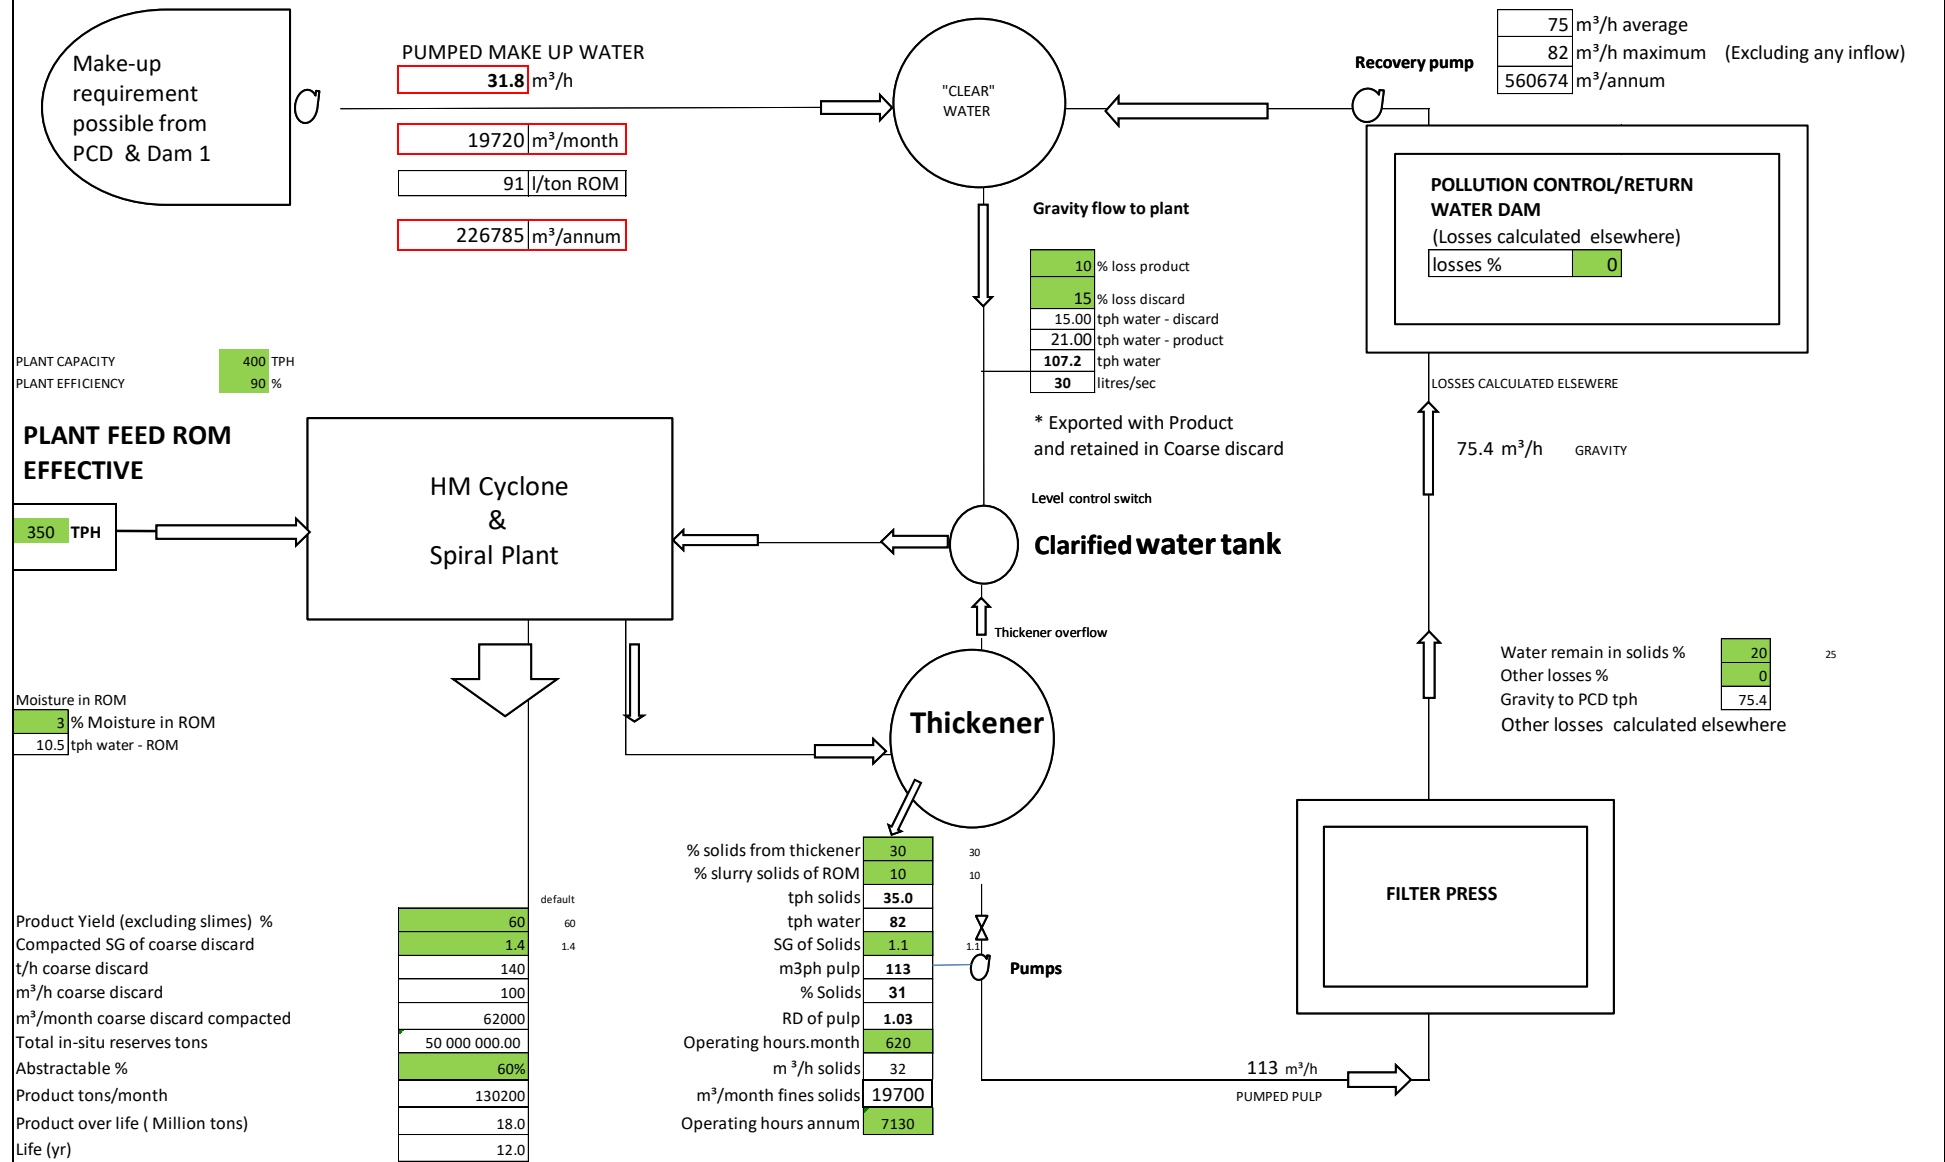 Make-up
requirement
possible from
PCD & Dam 1
PUMPED MAKE UP WATER
31.8 m³/h
19720 m³/month
91 l/ton ROM
226785 m³/annum
"CLEAR"
WATER
Recovery pump
75 m³/h average
82 m³/h maximum (Excluding any inflow)
560674 m³/annum
POLLUTION CONTROL/RETURN
WATER DAM
(Losses calculated elsewhere)
losses % 0
Gravity flow to plant
10 % loss product
15 % loss discard
15.00 tph water - discard
21.00 tph water - product
107.2 tph water
30 litres/sec
* Exported with Product
and retained in Coarse discard
PLANT CAPACITY 400 TPH
PLANT EFFICIENCY 90 %
PLANT FEED ROM
EFFECTIVE
350 TPH
HM Cyclone
&
Spiral Plant
Level control switch
Clarified water tank
Thickener overflow
Thickener
LOSSES CALCULATED ELSEWERE
75.4 m³/h GRAVITY
Water remain in solids % 20 25
Other losses % 0
Gravity to PCD tph 75.4
Other losses calculated elsewhere
Moisture in ROM
3 % Moisture in ROM
10.5 tph water - ROM
default
Product Yield (excluding slimes) % 60 60
Compacted SG of coarse discard 1.4 1.4
t/h coarse discard 140
m³/h coarse discard 100
m³/month coarse discard compacted 62000
Total in-situ reserves tons 50 000 000.00
Abstractable % 60%
Product tons/month 130200
Product over life ( Million tons) 18.0
Life (yr) 12.0
% solids from thickener 30 30
% slurry solids of ROM 10 10
tph solids 35.0
tph water 82
SG of Solids 1.1 1.1
m3ph pulp 113
% Solids 31
RD of pulp 1.03
Operating hours.month 620
m ³/h solids 32
m³/month fines solids 19700
Operating hours annum 7130
Pumps
FILTER PRESS
113 m³/h
PUMPED PULP